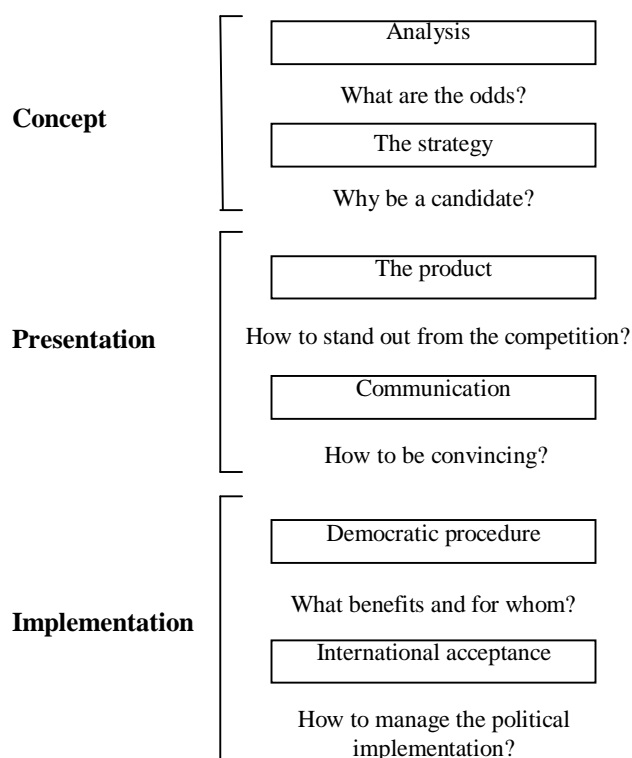 Concept
Analysis
What are the odds?
The strategy
Why be a candidate?
Presentation
The product
How to stand out from the competition?
Communication
How to be convincing?
Implementation
Democratic procedure
What benefits and for whom?
International acceptance
How to manage the political
implementation?